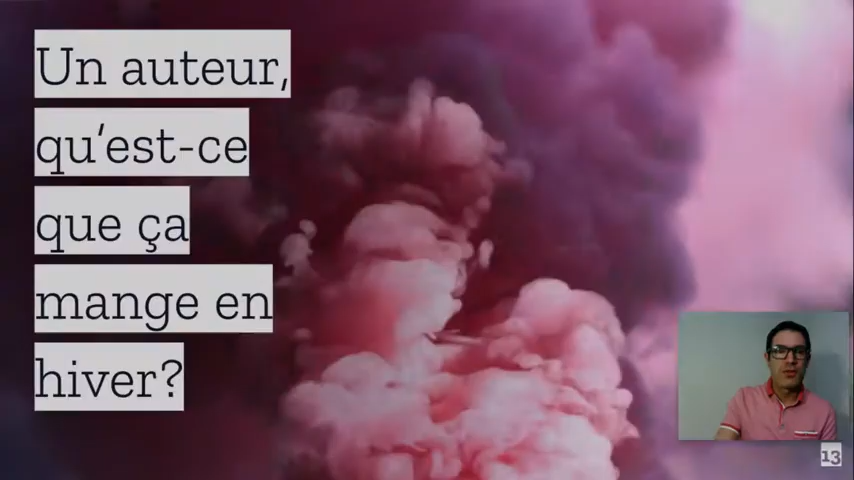 Un auteur,
qu'est-ce
que ça
mange en
hiver?
13